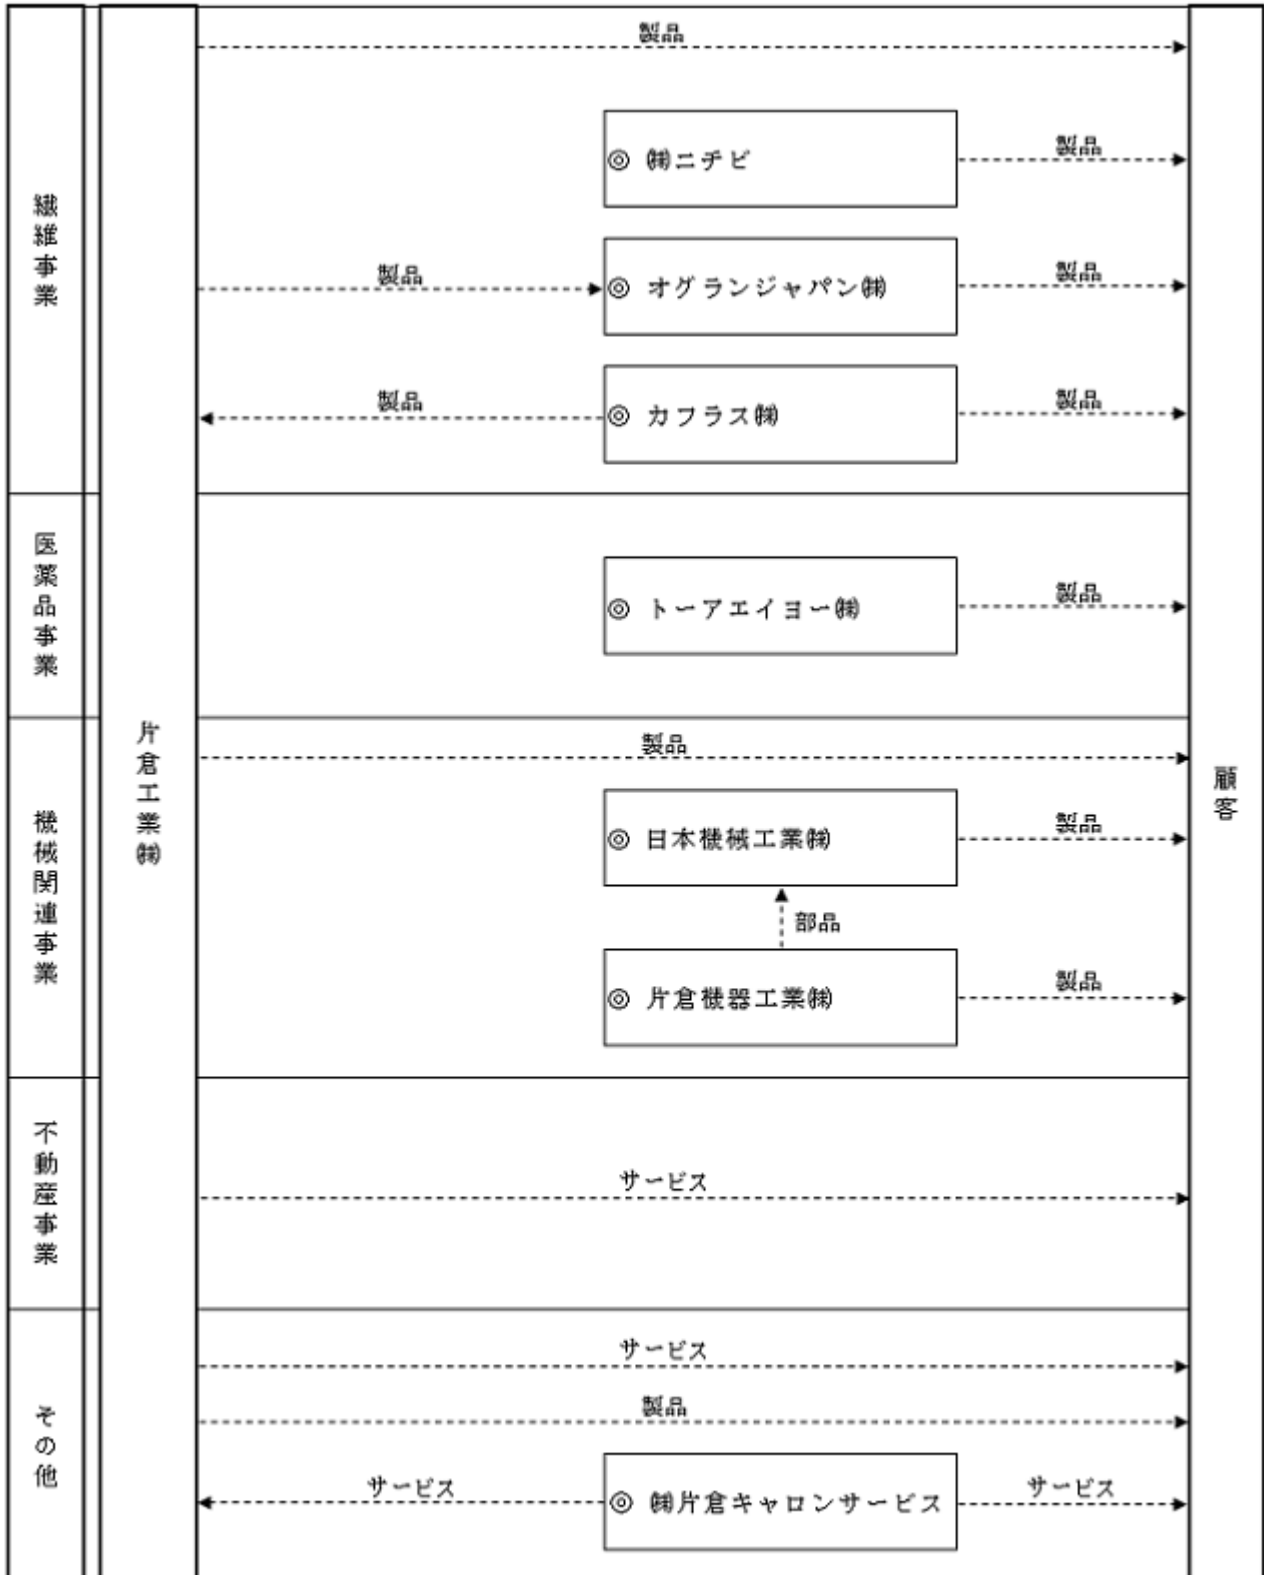 繊維事業
片倉工業㈱
顧客
製品
◎ ㈱ニチビ
製品
製品
◎ オグランジャパン㈱
製品
製品
◎ カフラス㈱
製品
医薬品事業
◎ トーアエイヨー㈱
製品
機械関連事業
製品
◎ 日本機械工業㈱
製品
部品
◎ 片倉機器工業㈱
製品
不動産事業
サービス
その他
サービス
製品
サービス
◎ ㈱片倉キャロンサービス
サービス